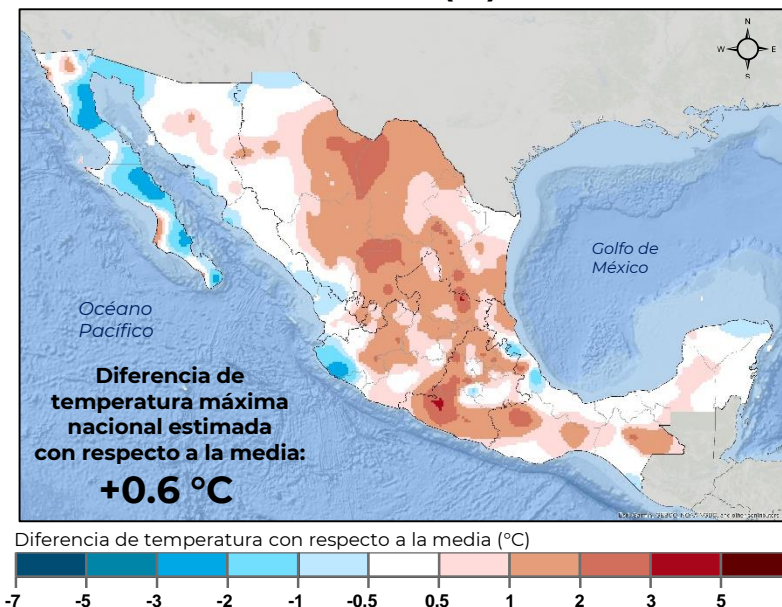 N
W E
S
Golfo de
México
Océano
Pacífico
Diferencia de
temperatura máxima
nacional estimada
con respecto a la media:
+0.6 °C
Diferencia de temperatura con respecto a la media (°C)
-7 -5 -3 -2 -1 -0.5 0.5 1 2 3 5